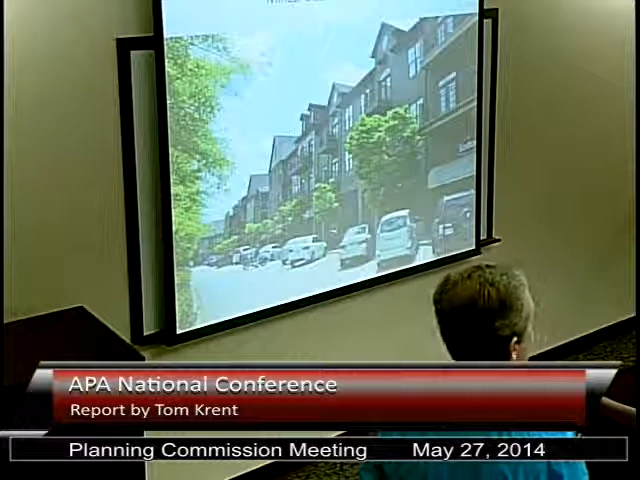 APA National Conference
Report by Tom Krent
Planning Commission Meeting May 27, 2014